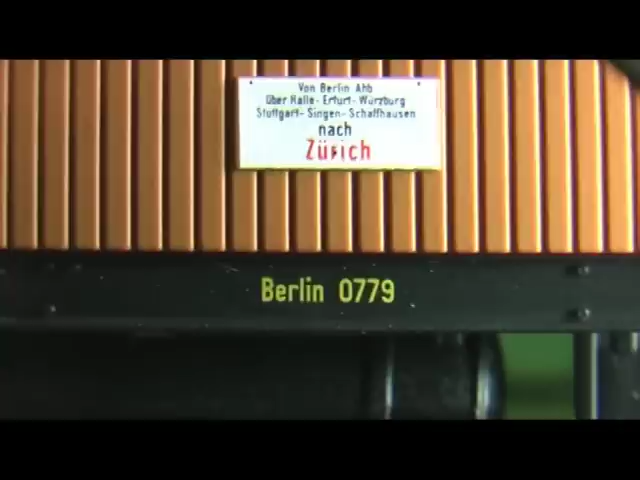 Von Berlin Ahb
über Halle - Erfurt - Würzburg
Stuttgart - Singen - Schaffhausen
nach
Zürich
Berlin 0779